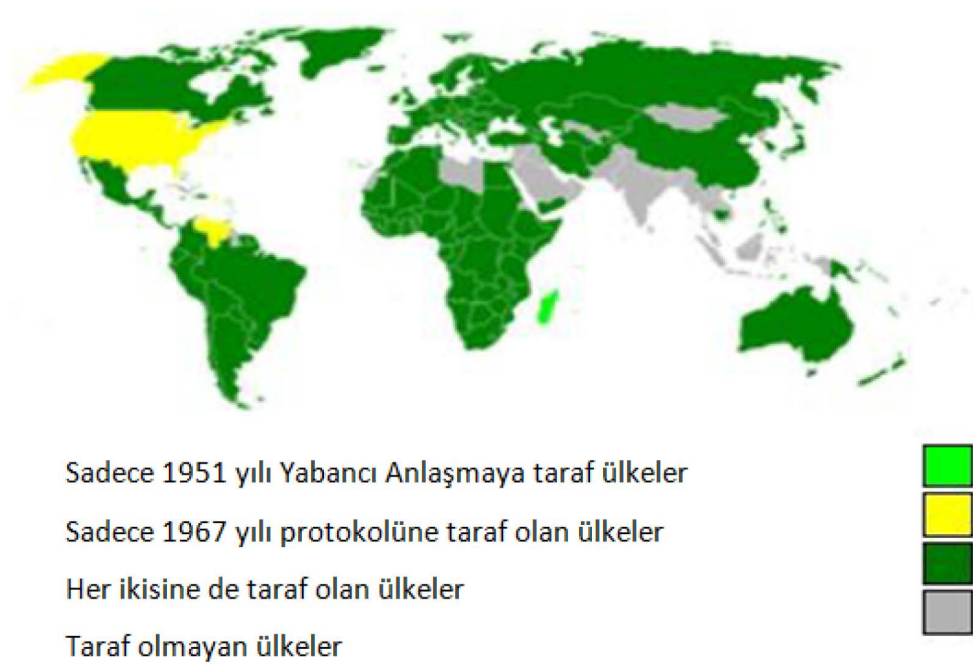 Sadece 1951 yılı Yabancı Anlaşmaya taraf ülkeler
Sadece 1967 yılı protokolüne taraf olan ülkeler
Her ikisine de taraf olan ülkeler
Taraf olmayan ülkeler